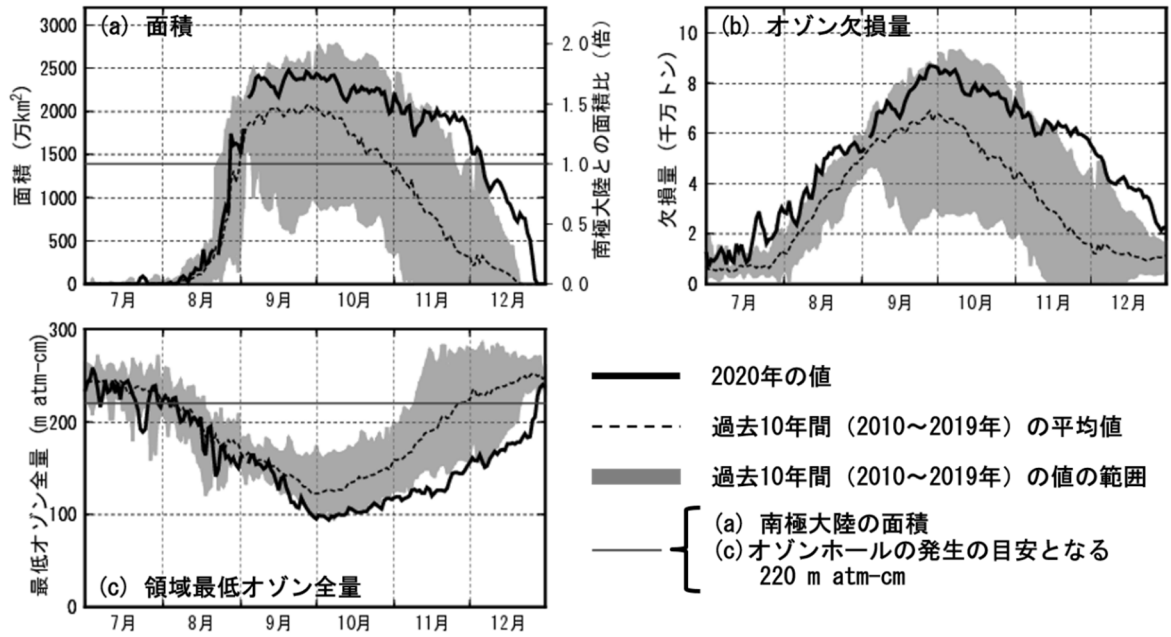 (a) 面積
3000
2500
2000
1500
1000
500
0
面積 (万km²)
2.0
1.5
1.0
0.5
0.0
南極大陸との面積比 (倍)
7月 8月 9月 10月 11月 12月
(b) オゾン欠損量
10
8
6
4
2
0
欠損量 (千万トン)
7月 8月 9月 10月 11月 12月
300
200
100
0
最低オゾン全量 (m atm-cm)
(c) 領域最低オゾン全量
7月 8月 9月 10月 11月 12月
2020年の値
過去10年間 (2010～2019年) の平均値
過去10年間 (2010～2019年) の値の範囲
(a) 南極大陸の面積
(c) オゾンホールの発生の目安となる
220 m atm-cm